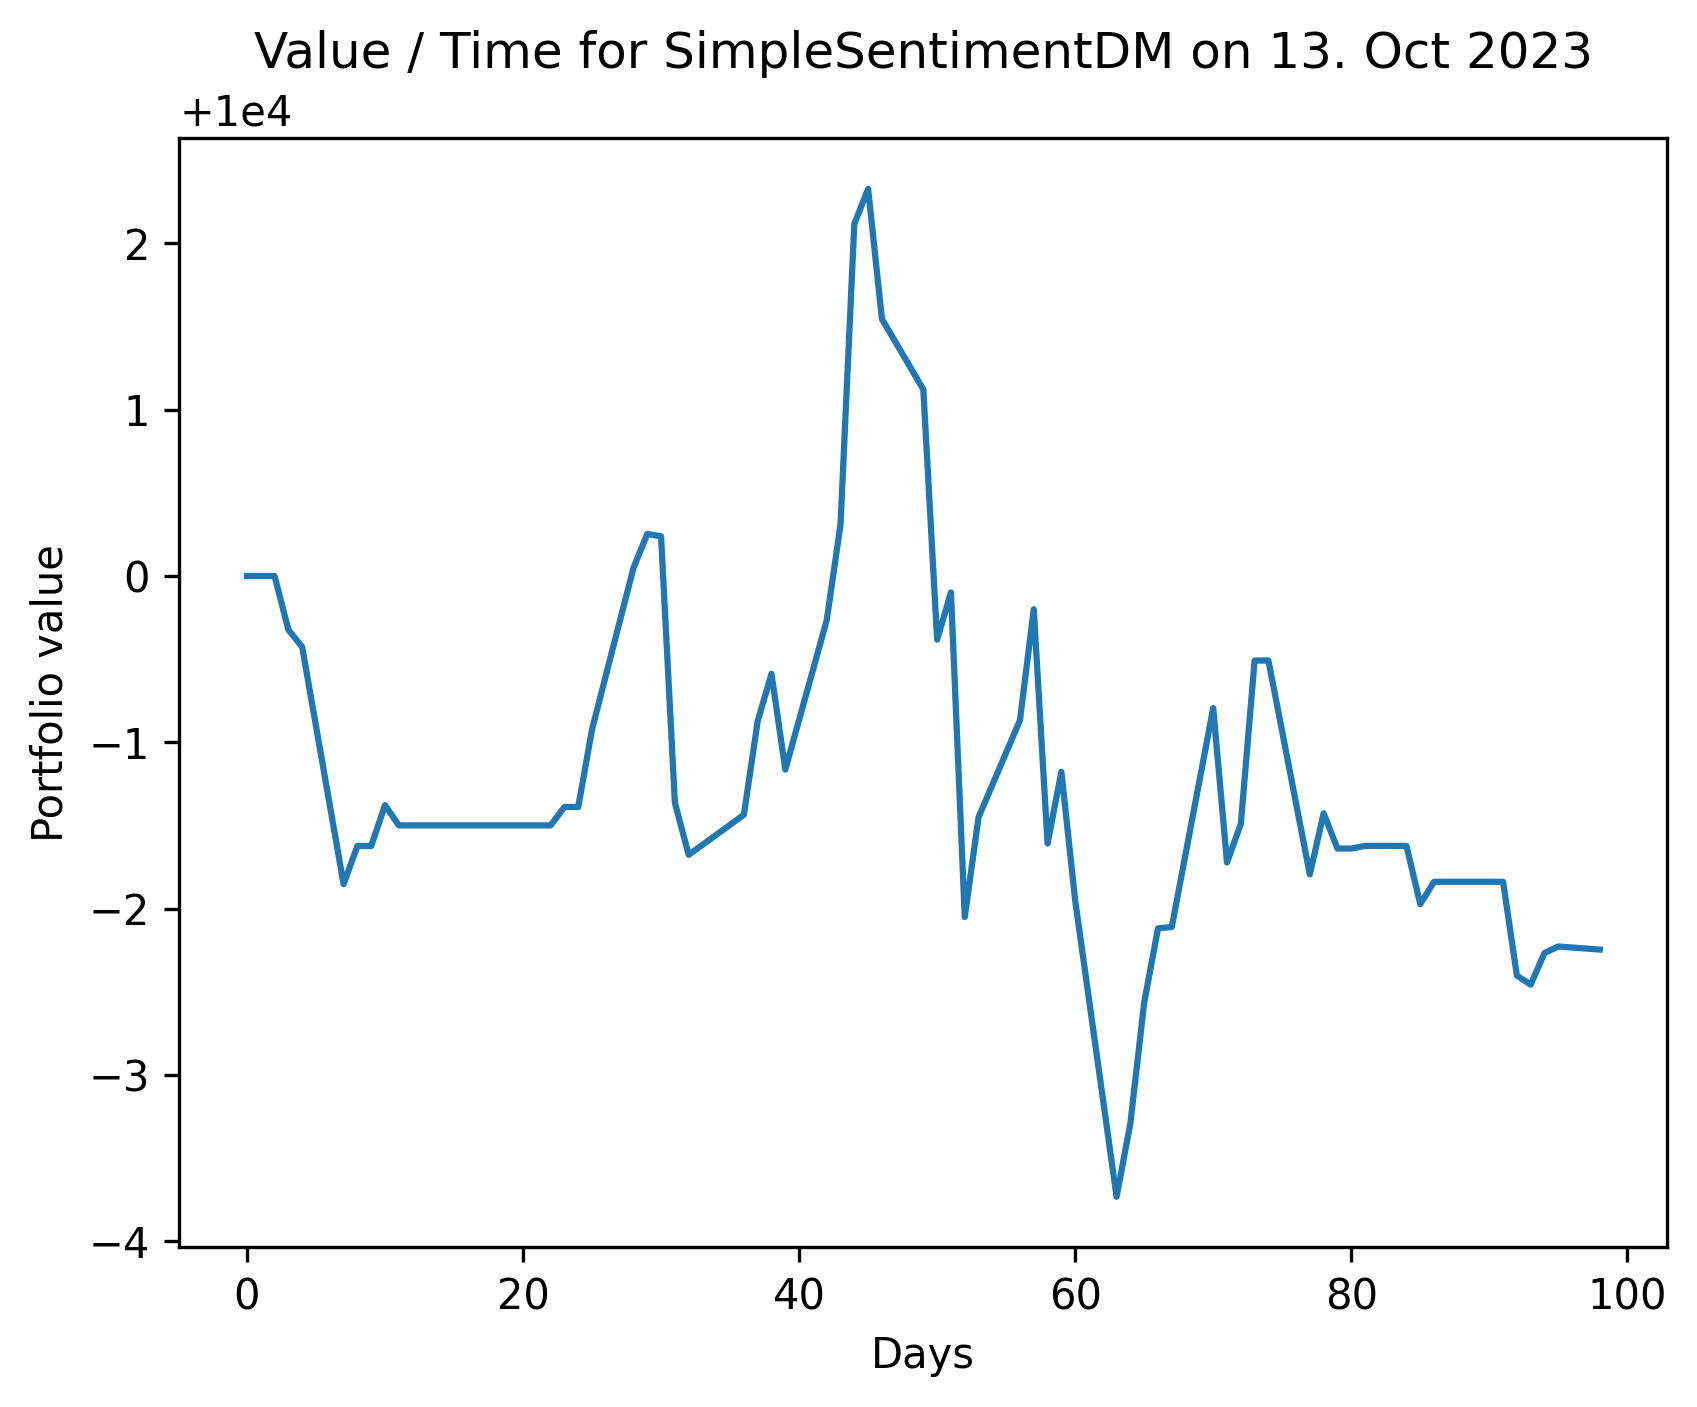 Value / Time for SimpleSentimentDM on 13. Oct 2023
+1e4
2
1
0
−1
−2
−3
−4
Portfolio value
0 20 40 60 80 100
Days